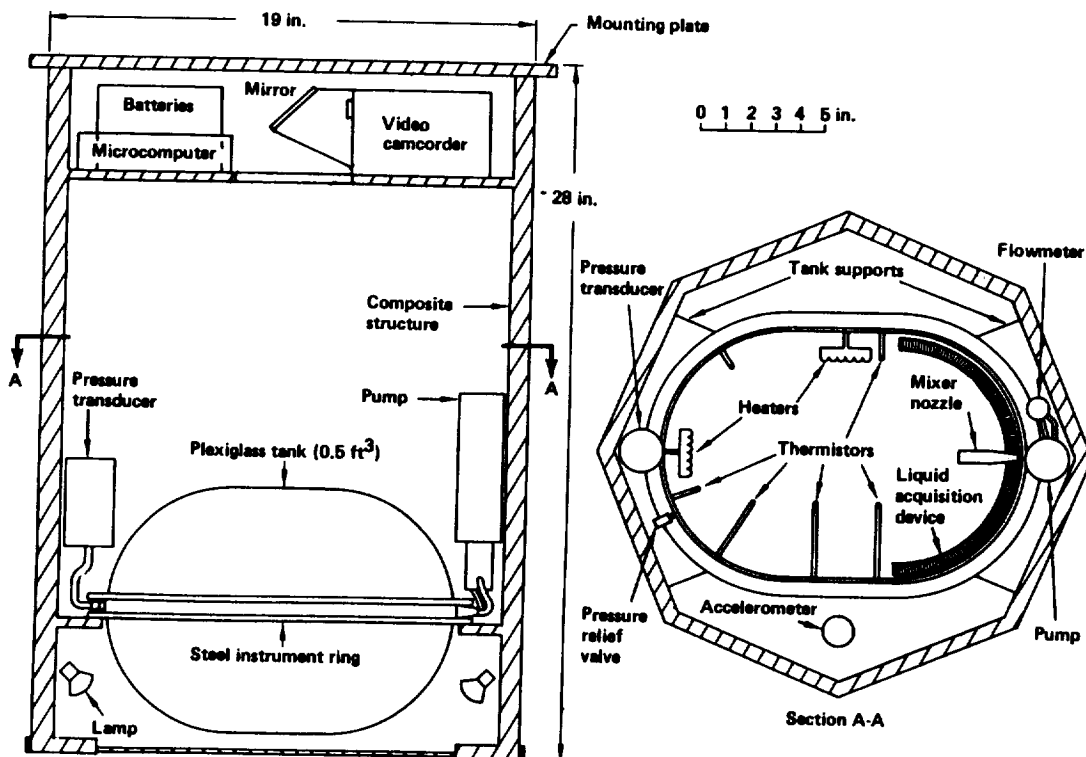 19 in.
Mounting plate
Mirror
Batteries
Microcomputer
Video
camcorder
0 1 2 3 4 5 in.
28 in.
Composite
structure
A
A
Pressure
transducer
Pump
Plexiglass tank (0.5 ft³)
Steel instrument ring
Lamp
Flowmeter
Pressure
transducer
Tank supports
Mixer
nozzle
Heaters
Thermistors
Liquid
acquisition
device
Accelerometer
Pressure
relief
valve
Pump
Section A-A